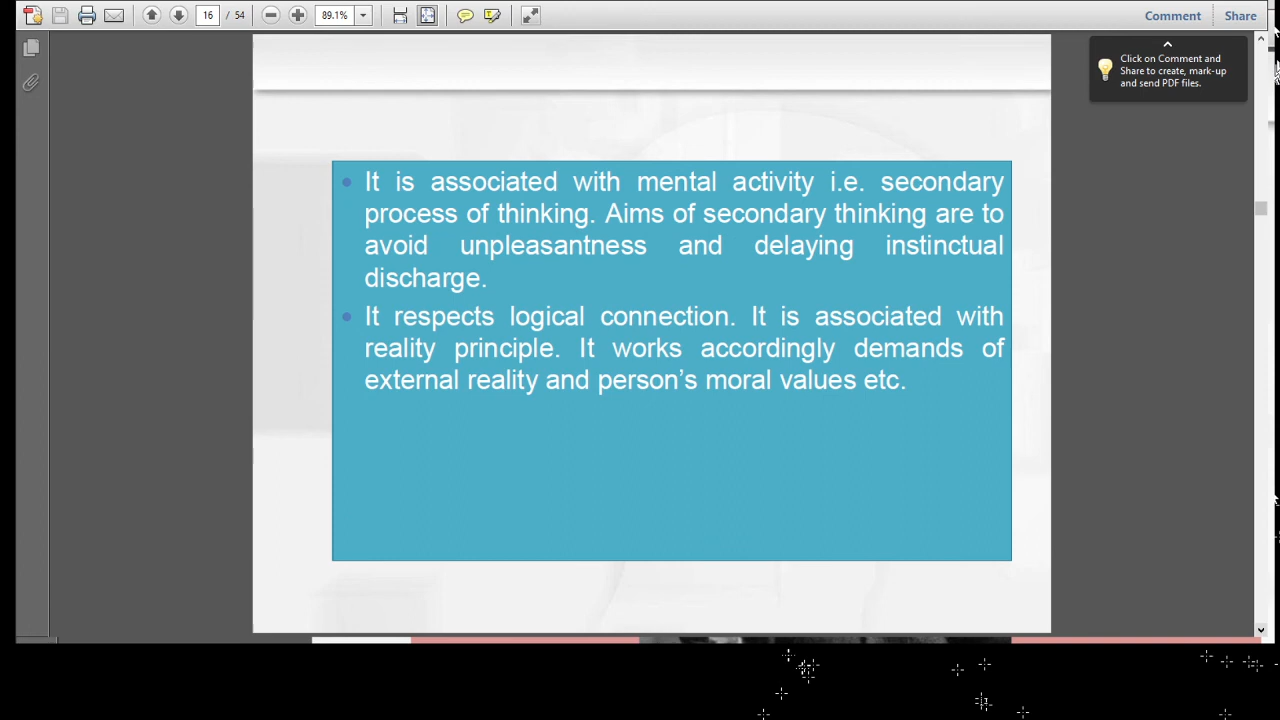 16 / 54 89.1% Comment Share
Click on Comment and
Share to create, mark-up
and send PDF files.
It is associated with mental activity i.e. secondary
process of thinking. Aims of secondary thinking are to
avoid unpleasantness and delaying instinctual
discharge.
It respects logical connection. It is associated with
reality principle. It works accordingly demands of
external reality and person's moral values etc.